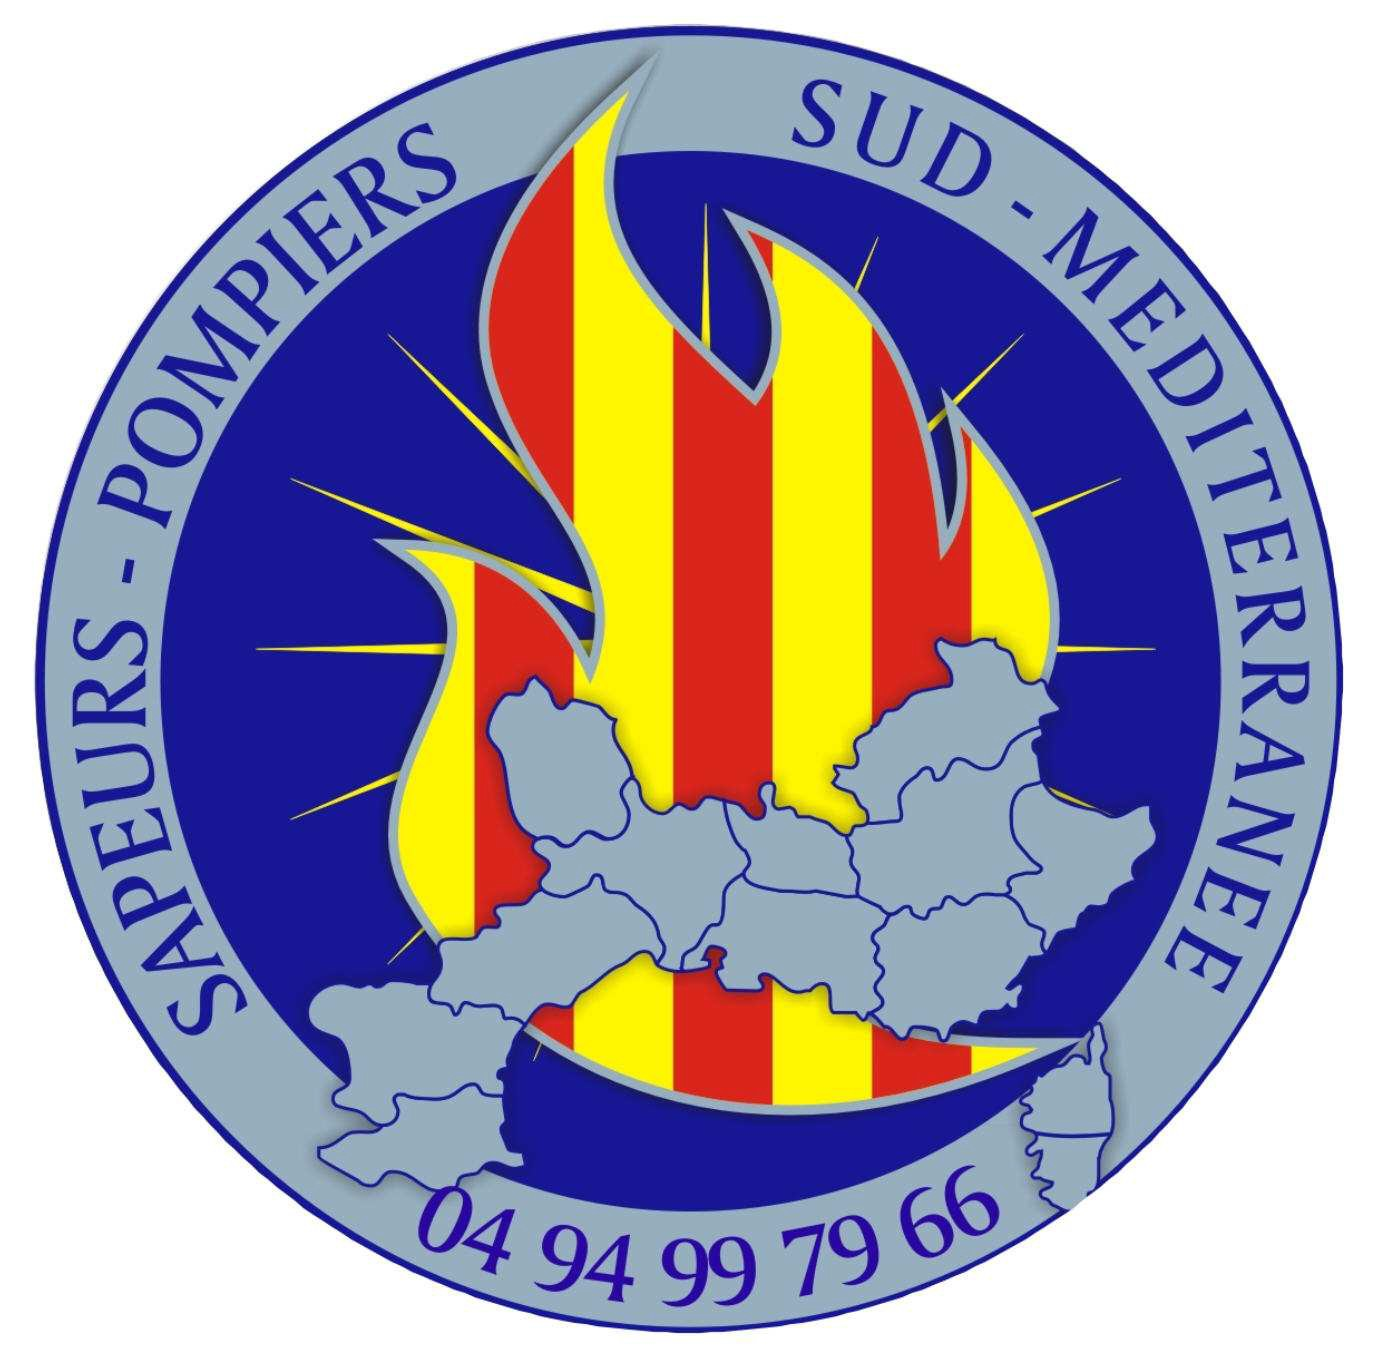 SAPEURS - POMPIERS
SUD - MEDITERRANEE
04 94 99 79 66